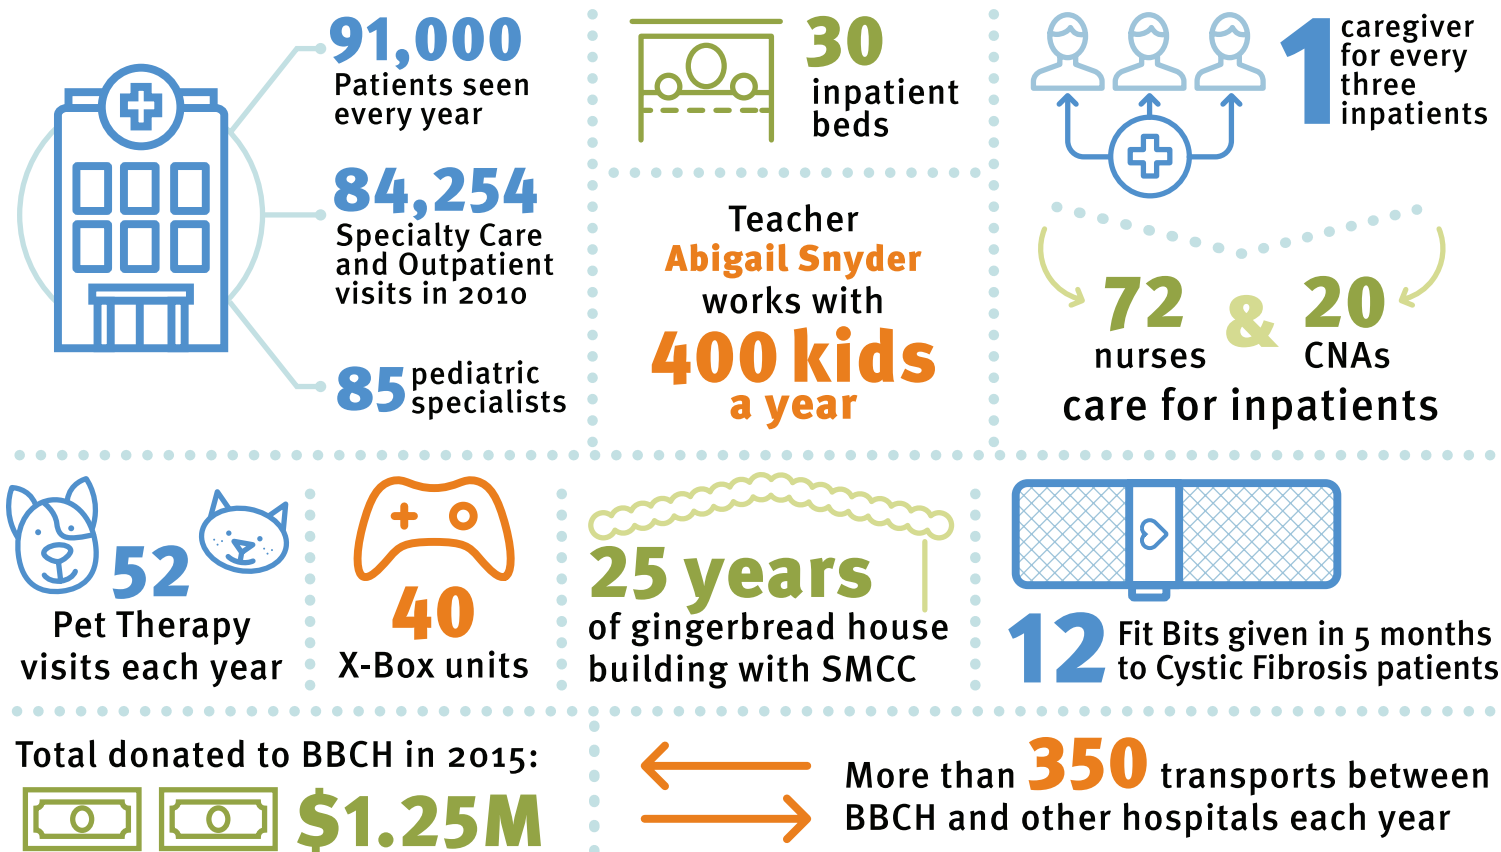 91,000
Patients seen
every year
84,254
Specialty Care
and Outpatient
visits in 2010
85 pediatric
specialists
30
inpatient
beds
Teacher
Abigail Snyder
works with
400 kids
a year
1 caregiver
for every
three
inpatients
72 & 20
nurses CNAs
care for inpatients
52
Pet Therapy
visits each year
40
X-Box units
25 years
of gingerbread house
building with SMCC
12 Fit Bits given in 5 months
to Cystic Fibrosis patients
Total donated to BBCH in 2015:
$1.25M
More than 350 transports between
BBCH and other hospitals each year